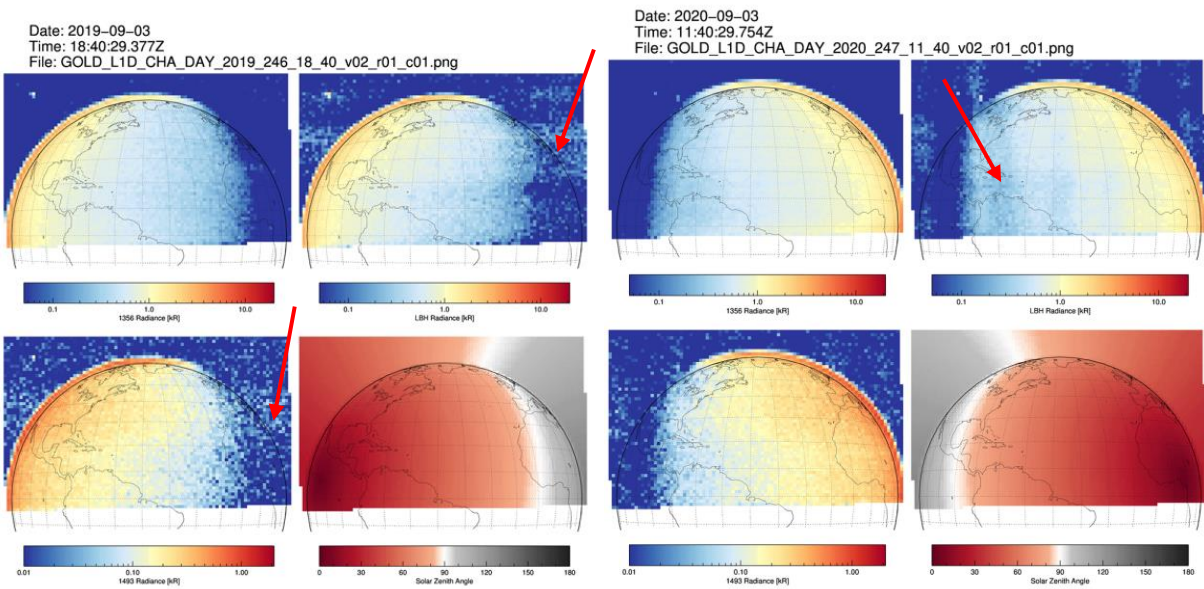 Date: 2019-09-03
Time: 18:40:29.377Z
File: GOLD_L1D_CHA_DAY_2019_246_18_40_v02_r01_c01.png
0.1 1.0 10.0
1356 Radiance [kR]
0.1 1.0 10.0
LBH Radiance [kR]
0.01 0.10 1.00
1493 Radiance [kR]
0 30 60 90 120 150 180
Solar Zenith Angle
Date: 2020-09-03
Time: 11:40:29.754Z
File: GOLD_L1D_CHA_DAY_2020_247_11_40_v02_r01_c01.png
0.1 1.0 10.0
1356 Radiance [kR]
0.1 1.0 10.0
LBH Radiance [kR]
0.01 0.10 1.00
1493 Radiance [kR]
0 30 60 90 120 150 180
Solar Zenith Angle